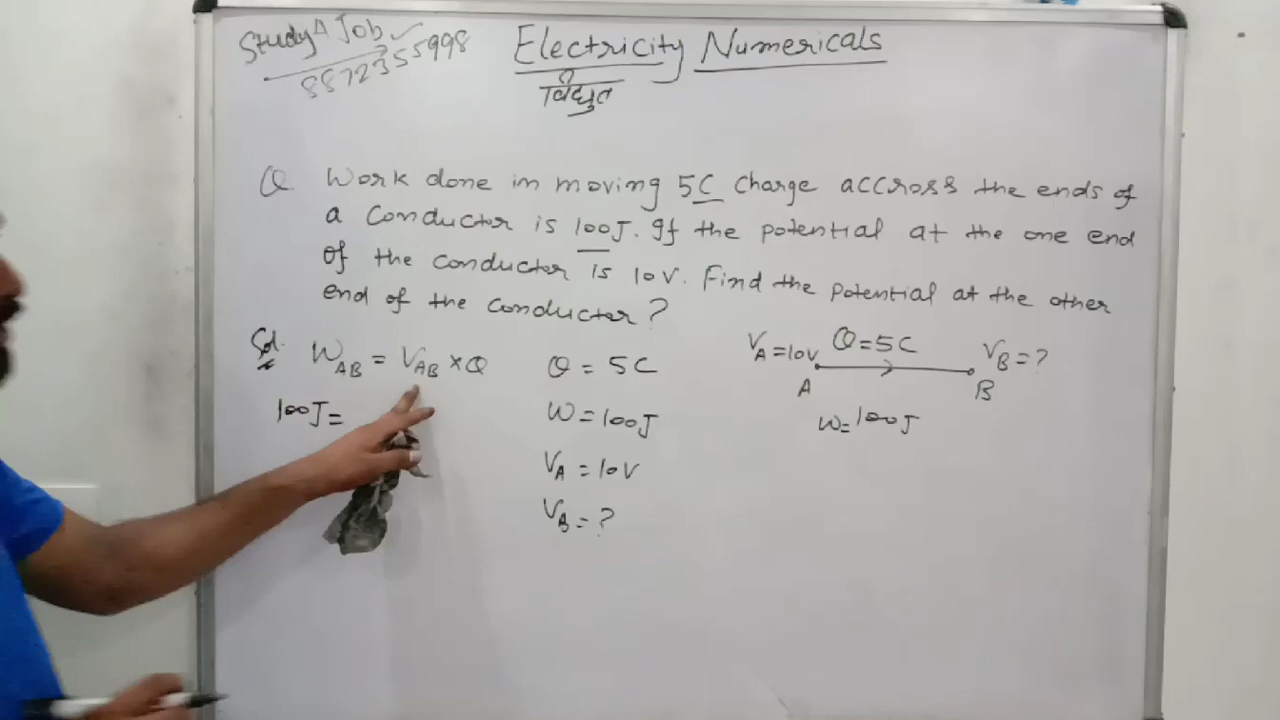 Study 4 Job
8872355998
Electricity Numericals
विद्युत
Q. Work done in moving 5C charge accross the ends of
a conductor is 100J. If the potential at the one end
of the conductor is 10V. Find the potential at the other
end of the conductor?
Sol.
W_AB = V_AB × Q
100J =
Q = 5C
W = 100J
V_A = 10V
V_B = ?
V_A = 10V Q = 5C V_B = ?
A B
W = 100J